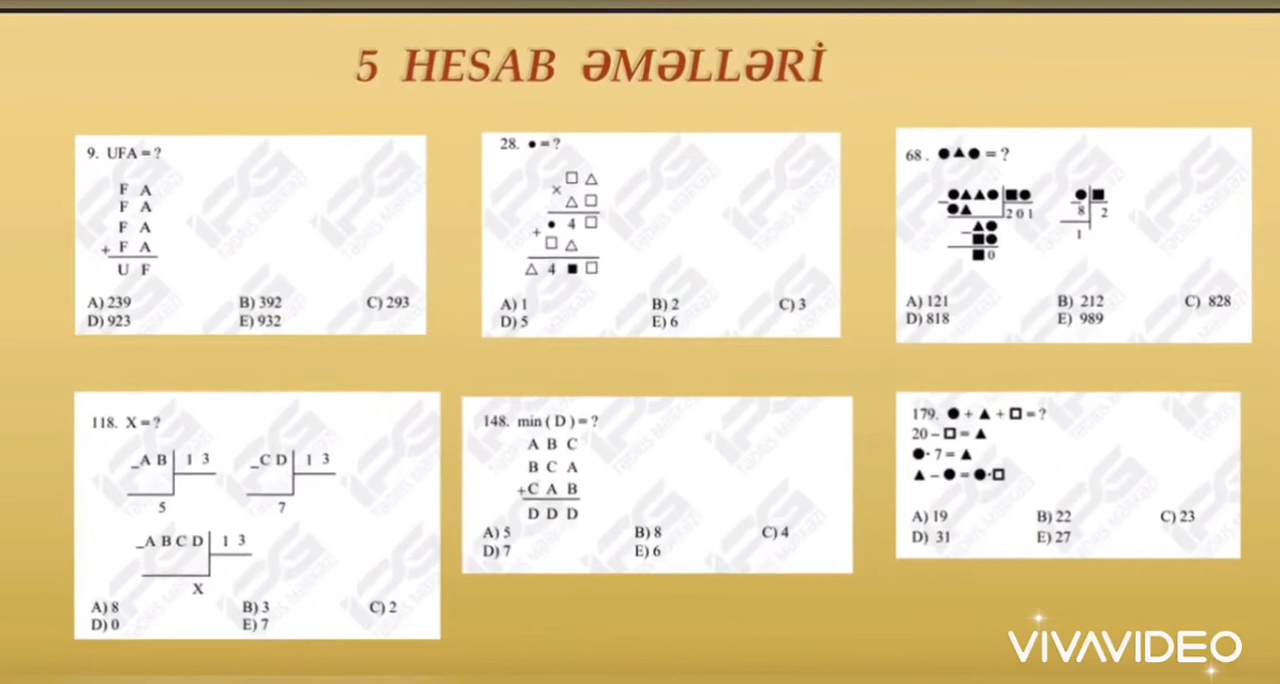 5 HESAB ƏMƏLLƏRİ
9. UFA = ?
F A
F A
F A
+ F A
U F
A) 239 B) 392 C) 293
D) 923 E) 932
28. ● = ?
□ △
× △ □
● 4 □
+ □ △
△ 4 ■ □
A) 1 B) 2 C) 3
D) 5 E) 6
68. ●▲● = ?
●▲▲● ■●
●▲ 201
▲●
■●
■0
●■
8 2
1
A) 121 B) 212 C) 828
D) 818 E) 989
118. X = ?
A B 1 3
5
C D 1 3
7
A B C D 1 3
X
A) 8 B) 3 C) 2
D) 0 E) 7
148. min ( D ) = ?
A B C
B C A
+C A B
D D D
A) 5 B) 8 C) 4
D) 7 E) 6
179. ● + ▲ + □ = ?
20 – □ = ▲
●· 7 = ▲
▲ – ● = ●·□
A) 19 B) 22 C) 23
D) 31 E) 27
VIVAVIDEO